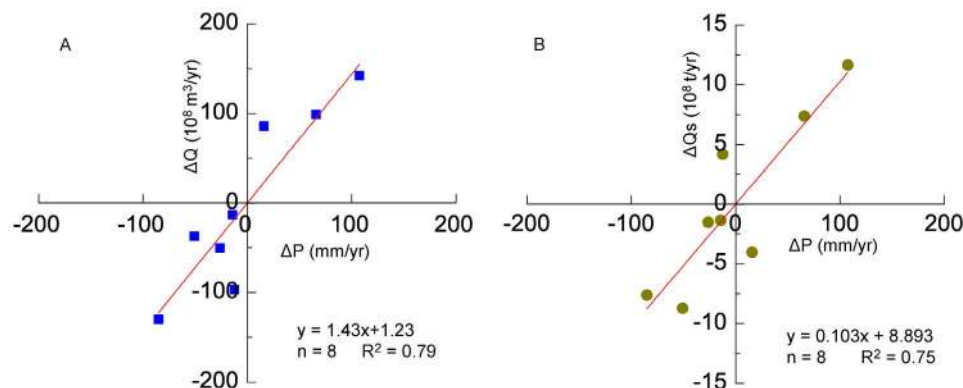 A
ΔQ (10⁸ m³/yr)
200
100
0
-100
-200
-200
-100
0
100
200
ΔP (mm/yr)
y = 1.43x+1.23
n = 8 R² = 0.79
B
ΔQs (10⁸ t/yr)
15
10
5
0
-5
-10
-15
-200
-100
0
100
200
ΔP (mm/yr)
y = 0.103x + 8.893
n = 8 R² = 0.75